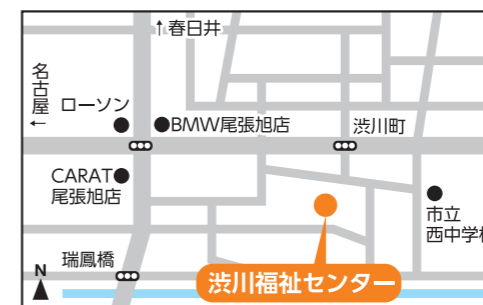 ↑春日井
名古屋
←
ローソン
BMW尾張旭店
渋川町
CARAT
尾張旭店
市立
西中学校
瑞鳳橋
N
渋川福祉センター